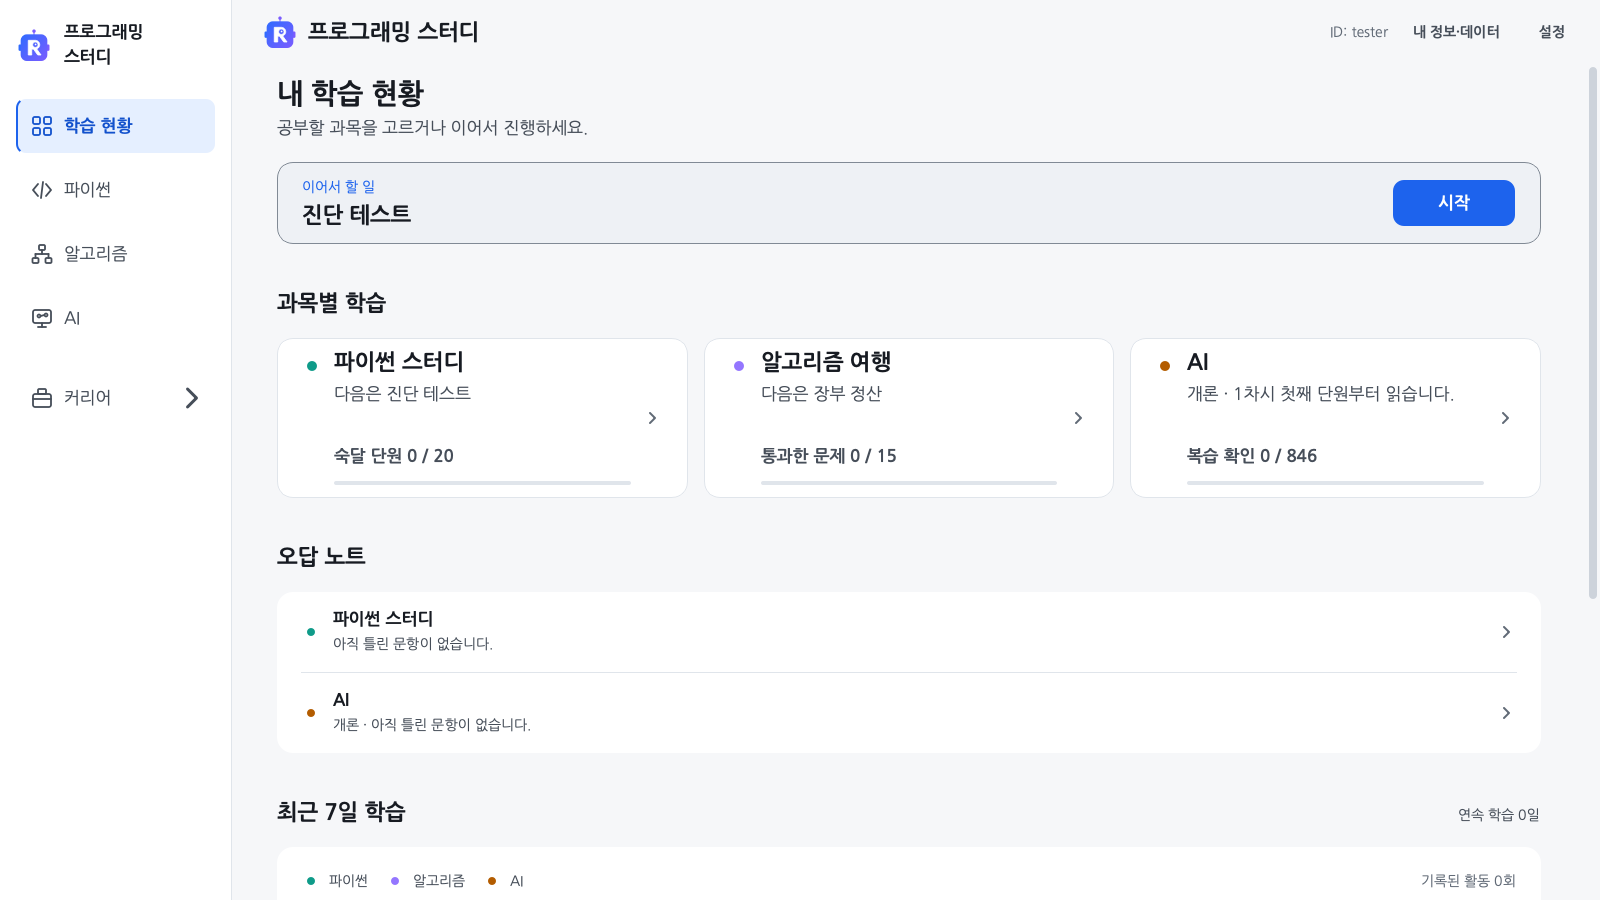 프로그래밍
스터디
학습 현황
파이썬
알고리즘
AI
커리어
프로그래밍 스터디
ID: tester
내 정보·데이터
설정
내 학습 현황
공부할 과목을 고르거나 이어서 진행하세요.
이어서 할 일
진단 테스트
시작
과목별 학습
파이썬 스터디
다음은 진단 테스트
숙달 단원 0 / 20
알고리즘 여행
다음은 장부 정산
통과한 문제 0 / 15
AI
개론 · 1차시 첫째 단원부터 읽습니다.
복습 확인 0 / 846
오답 노트
파이썬 스터디
아직 틀린 문항이 없습니다.
AI
개론 · 아직 틀린 문항이 없습니다.
최근 7일 학습
연속 학습 0일
파이썬
알고리즘
AI
기록된 활동 0회